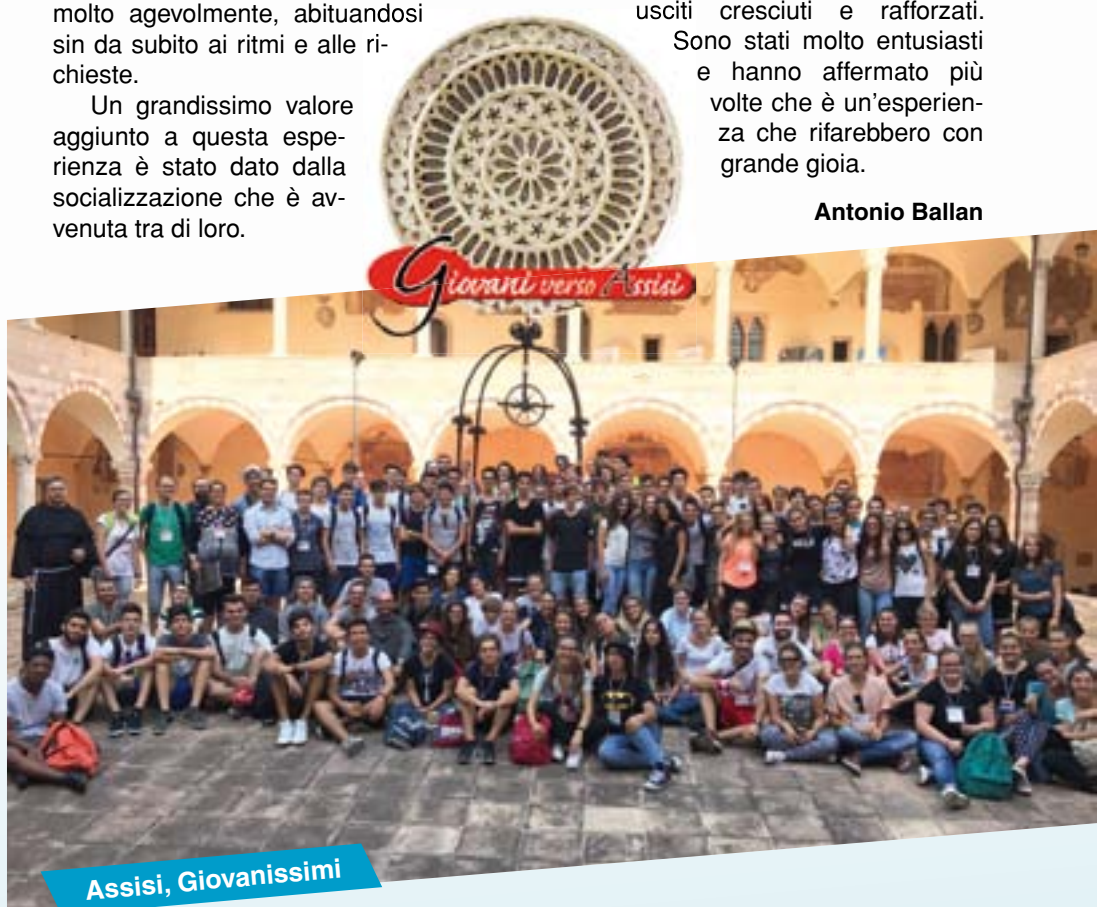 molto agevolmente, abituandosi
sin da subito ai ritmi e alle ri-
chieste.
Un grandissimo valore
aggiunto a questa espe-
rienza è stato dato dalla
socializzazione che è av-
venuta tra di loro.
usciti cresciuti e rafforzati.
Sono stati molto entusiasti
e hanno affermato più
volte che è un'esperien-
za che rifarebbero con
grande gioia.
Antonio Ballan
Giovani verso Assisi
Assisi, Giovanissimi